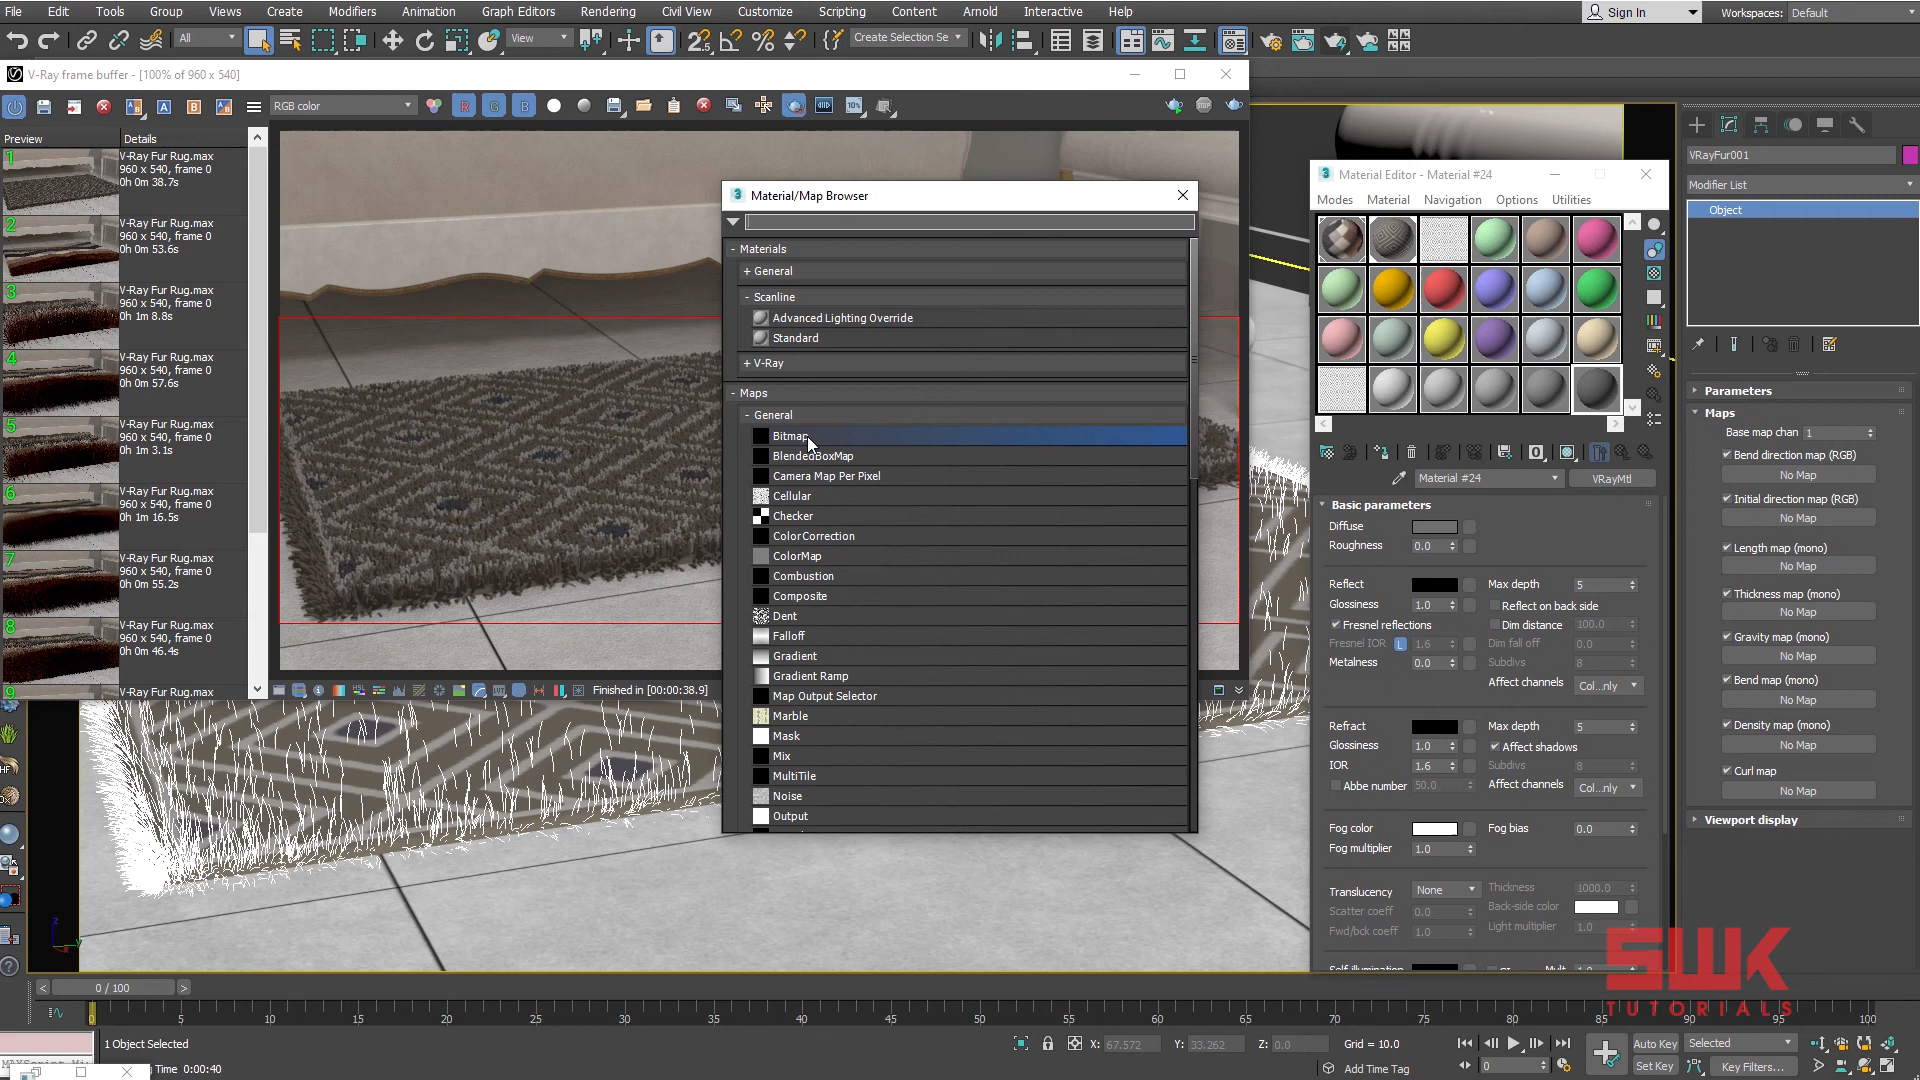 File Edit Tools Group Views Create Modifiers Animation Graph Editors Rendering Civil View Customize Scripting Content Arnold Interactive Help Sign In Workspaces: Default
All View Create Selection Se
V-Ray frame buffer - [100% of 960 x 540]
RGB color
Preview Details
1 V-Ray Fur Rug.max
960 x 540, frame 0
0h 0m 38.7s
2 V-Ray Fur Rug.max
960 x 540, frame 0
0h 0m 53.6s
3 V-Ray Fur Rug.max
960 x 540, frame 0
0h 1m 8.8s
4 V-Ray Fur Rug.max
960 x 540, frame 0
0h 0m 57.6s
5 V-Ray Fur Rug.max
960 x 540, frame 0
0h 1m 3.1s
6 V-Ray Fur Rug.max
960 x 540, frame 0
0h 1m 16.5s
7 V-Ray Fur Rug.max
960 x 540, frame 0
0h 0m 55.2s
8 V-Ray Fur Rug.max
960 x 540, frame 0
0h 0m 46.4s
9 V-Ray Fur Rug.max
Finished in [00:00:38.9]
Material/Map Browser
- Materials
+ General
- Scanline
Advanced Lighting Override
Standard
+ V-Ray
- Maps
- General
Bitmap
BlendedBoxMap
Camera Map Per Pixel
Cellular
Checker
ColorCorrection
ColorMap
Combustion
Composite
Dent
Falloff
Gradient
Gradient Ramp
Map Output Selector
Marble
Mask
Mix
MultiTile
Noise
Output
Material Editor - Material #24
Modes Material Navigation Options Utilities
Material #24 VRayMtl
Basic parameters
Diffuse
Roughness 0.0
Reflect Max depth 5
Glossiness 1.0 Reflect on back side
Fresnel reflections Dim distance 100.0
Fresnel IOR L 1.6 Dim fall off 0.0
Metalness 0.0 Subdivs 8
Affect channels Col...nly
Refract Max depth 5
Glossiness 1.0 Affect shadows
IOR 1.6 Subdivs 8
Abbe number 50.0 Affect channels Col...nly
Fog color Fog bias 0.0
Fog multiplier 1.0
Translucency None Thickness 1000.0
Scatter coeff 0.0 Back-side color
Fwd/bck coeff 1.0 Light multiplier 1.0
Self-illumination GI Mult 1.0
VRayFur001
Modifier List
Object
Parameters
Maps
Base map chan 1
Bend direction map (RGB)
No Map
Initial direction map (RGB)
No Map
Length map (mono)
No Map
Thickness map (mono)
No Map
Gravity map (mono)
No Map
Bend map (mono)
No Map
Density map (mono)
No Map
Curl map
No Map
Viewport display
SWK
TUTORIALS
< 0 / 100 >
0 5 10 15 20 25 30 35 40 45 50 55 60 65 70 75 80 85 90 95 100
1 Object Selected X: 67.572 Y: 33.262 Z: 0.0 Grid = 10.0 Auto Key Selected
Time 0:00:40 Add Time Tag 0 Set Key Key Filters...